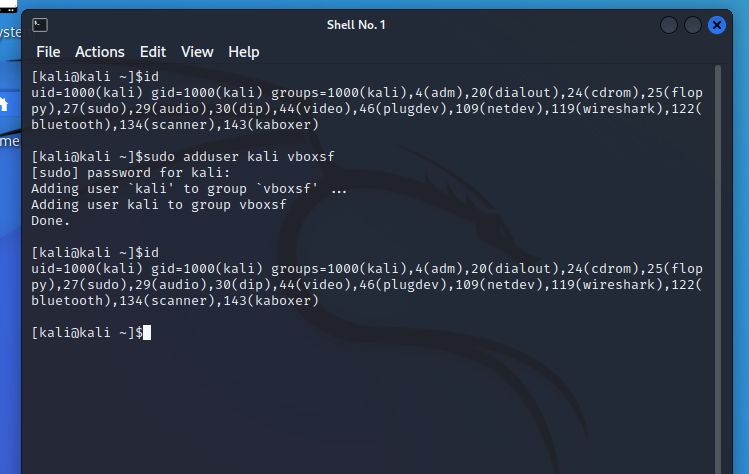 Shell No. 1
File Actions Edit View Help
[kali@kali ~]$id
uid=1000(kali) gid=1000(kali) groups=1000(kali),4(adm),20(dialout),24(cdrom),25(flop
py),27(sudo),29(audio),30(dip),44(video),46(plugdev),109(netdev),119(wireshark),122(
bluetooth),134(scanner),143(kaboxer)
[kali@kali ~]$sudo adduser kali vboxsf
[sudo] password for kali:
Adding user `kali' to group `vboxsf' ...
Adding user kali to group vboxsf
Done.
[kali@kali ~]$id
uid=1000(kali) gid=1000(kali) groups=1000(kali),4(adm),20(dialout),24(cdrom),25(flop
py),27(sudo),29(audio),30(dip),44(video),46(plugdev),109(netdev),119(wireshark),122(
bluetooth),134(scanner),143(kaboxer)
[kali@kali ~]$